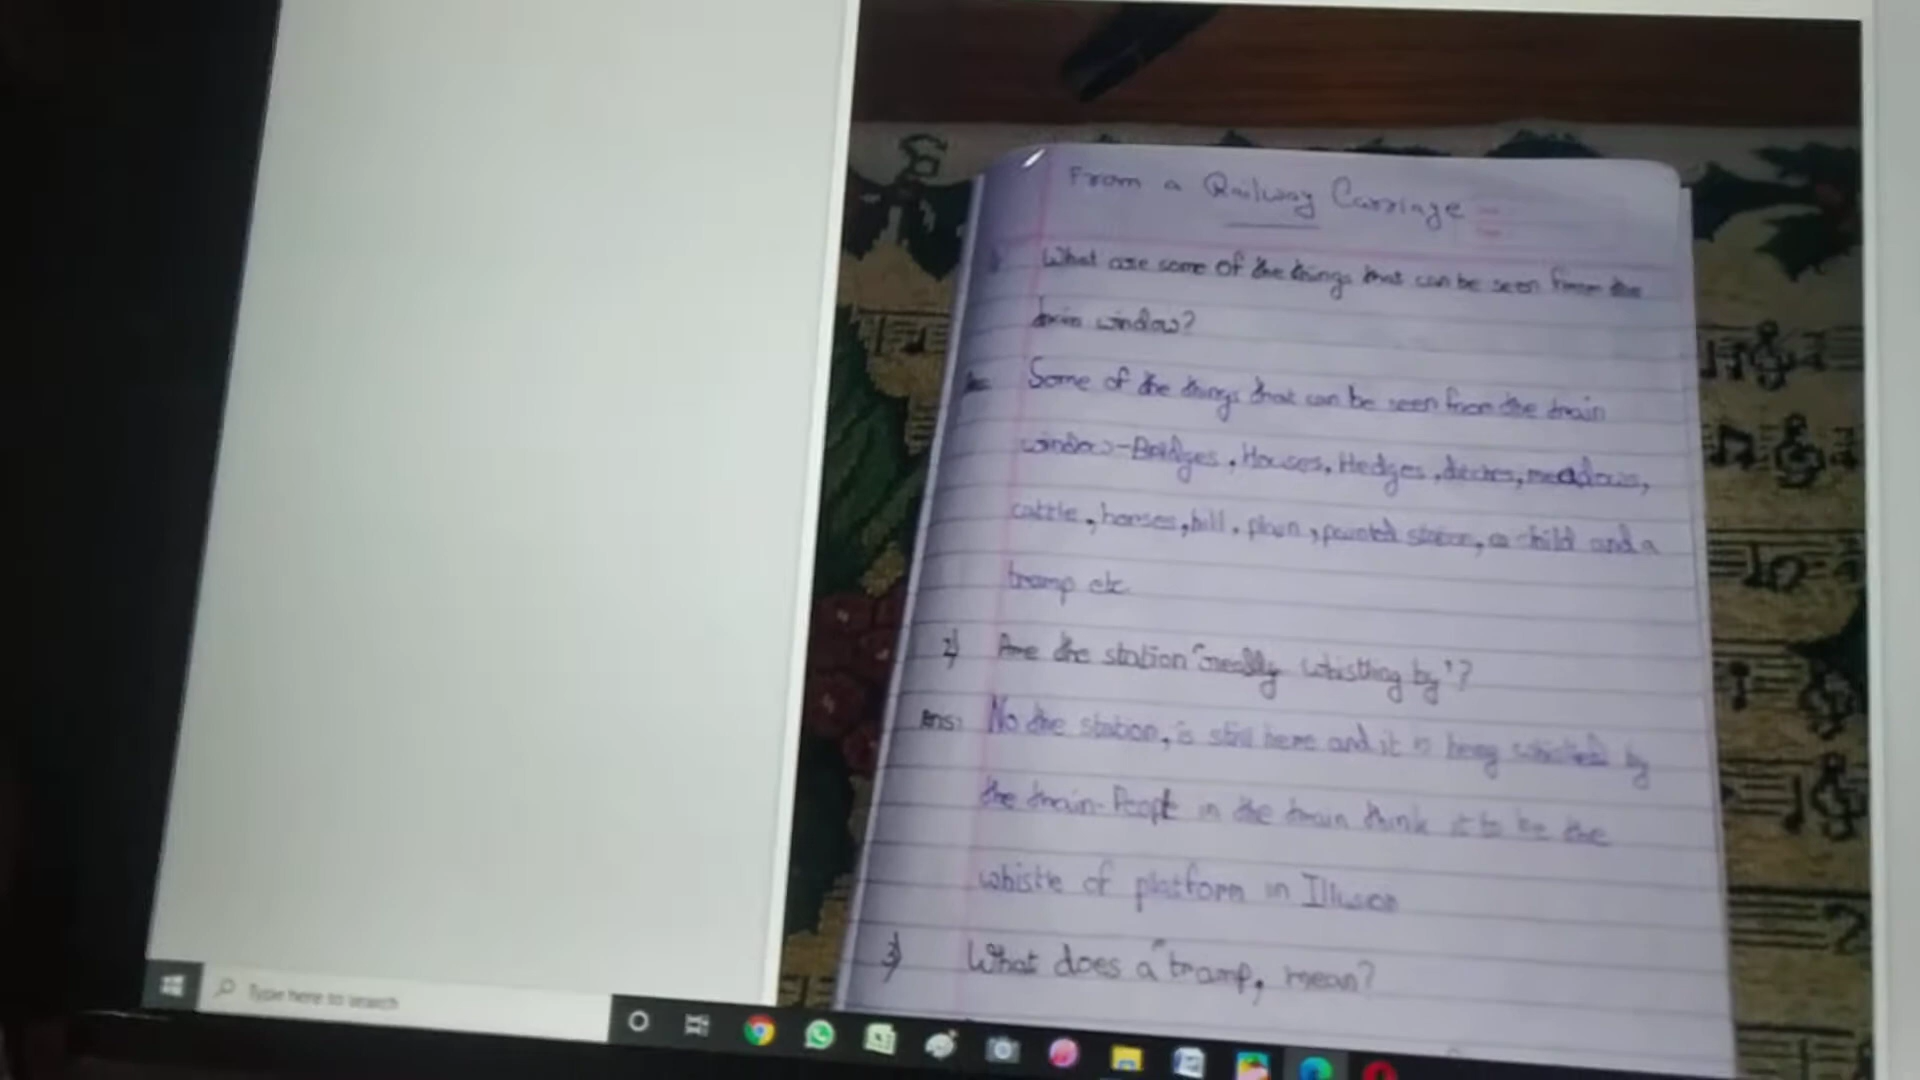 From a Railway Carriage
What are some of the things that can be seen from the
train window?
Some of the things that can be seen from the train
window-Bridges, Houses, Hedges, ditches, meadows,
cattle, horses, hill, plain, painted station, a child and a
tramp etc
2) Are the station "really whistling by'?
Ans: No the station, is still here and it is being whistled by
the train-People in the train think it to be the
whistle of platform in
3) What does a "tramp, mean?
Type here to search